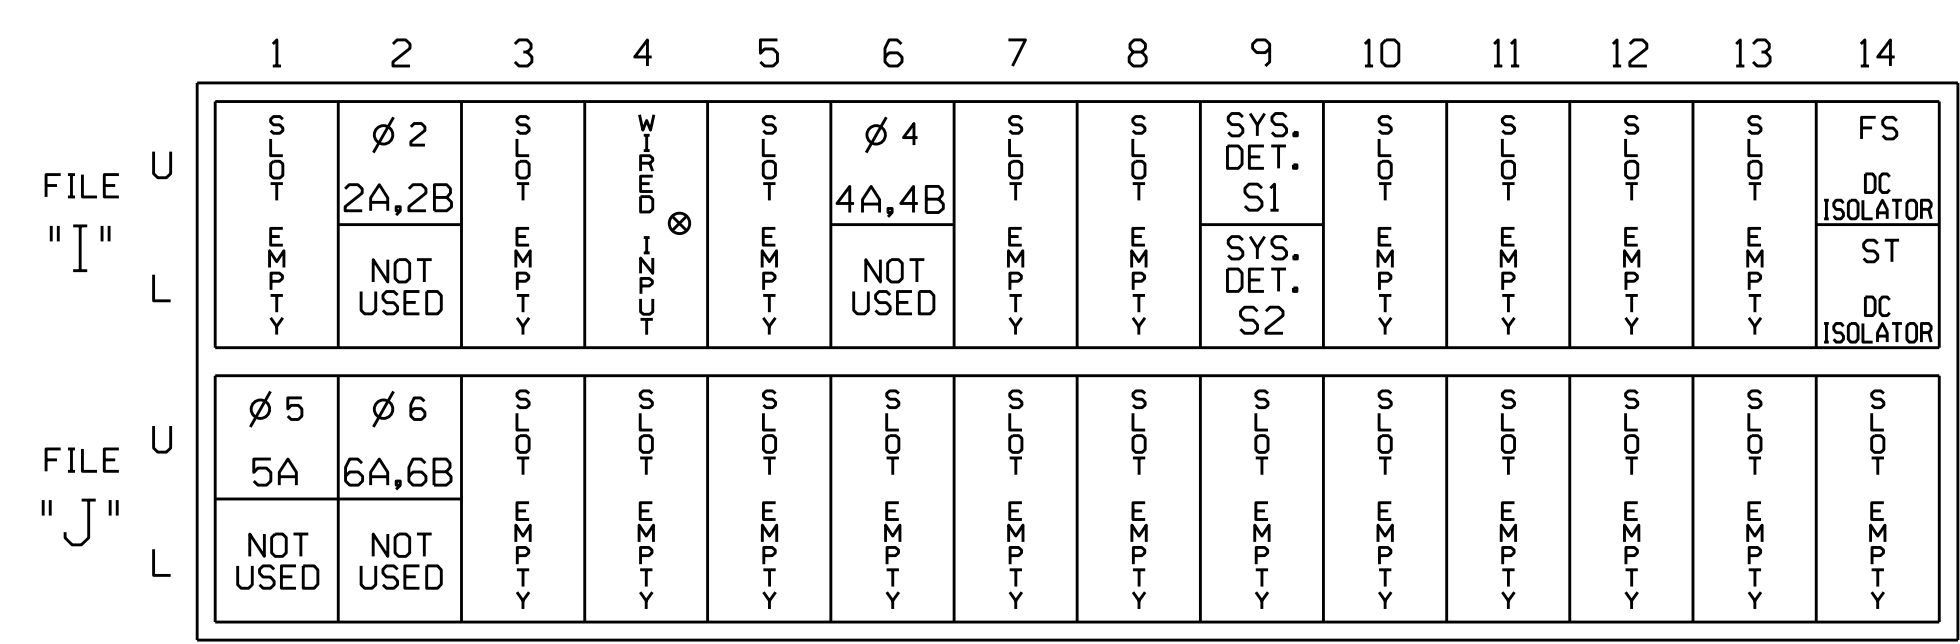 1 2 3 4 5 6 7 8 9 10 11 12 13 14
FILE
"I"
U
L
SLOT EMPTY
Ø 2
2A,2B
NOT
USED
SLOT EMPTY
WIRED INPUT
SLOT EMPTY
Ø 4
4A,4B
NOT
USED
SLOT EMPTY
SLOT EMPTY
SYS.
DET.
S1
SYS.
DET.
S2
SLOT EMPTY
SLOT EMPTY
SLOT EMPTY
SLOT EMPTY
FS
DC
ISOLATOR
ST
DC
ISOLATOR
FILE
"J"
U
L
Ø 5
5A
NOT
USED
Ø 6
6A,6B
NOT
USED
SLOT EMPTY
SLOT EMPTY
SLOT EMPTY
SLOT EMPTY
SLOT EMPTY
SLOT EMPTY
SLOT EMPTY
SLOT EMPTY
SLOT EMPTY
SLOT EMPTY
SLOT EMPTY
SLOT EMPTY